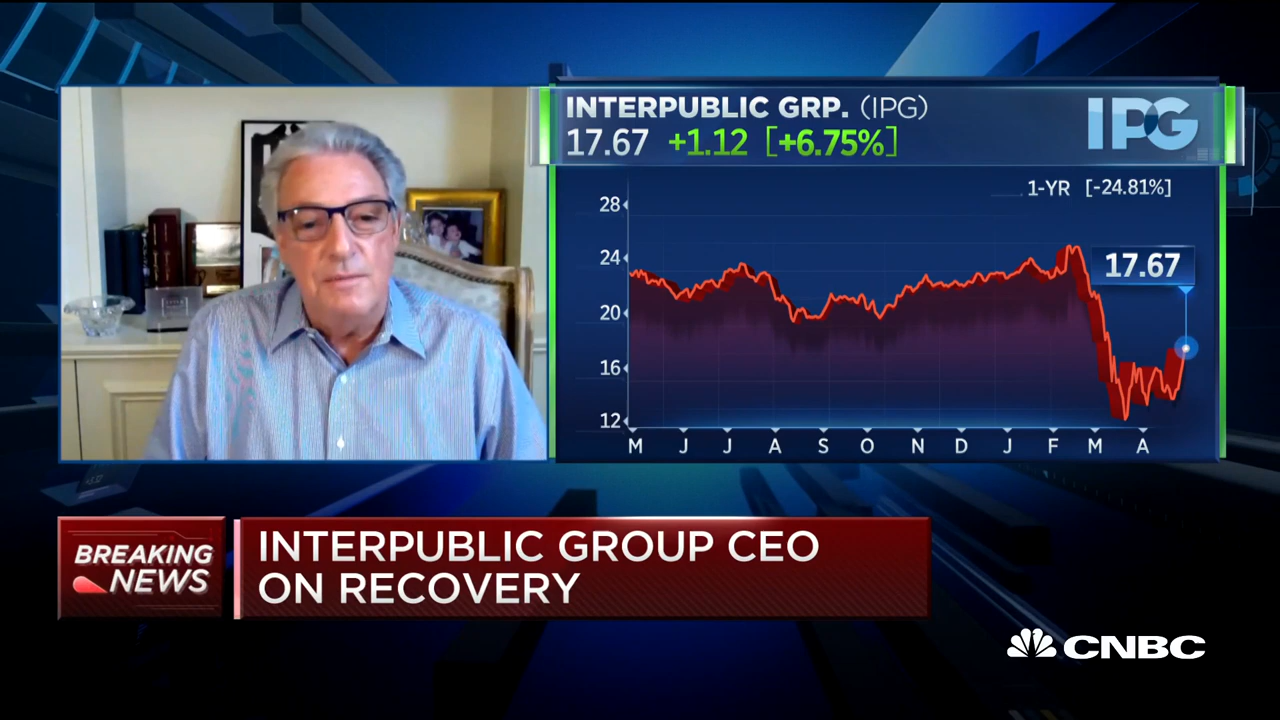 INTERPUBLIC GRP. (IPG)
17.67 +1.12 [+6.75%]
IPG
1-YR [-24.81%]
28
24
20
16
12
17.67
M J J A S O N D J F M A
BREAKING
NEWS
INTERPUBLIC GROUP CEO
ON RECOVERY
CNBC